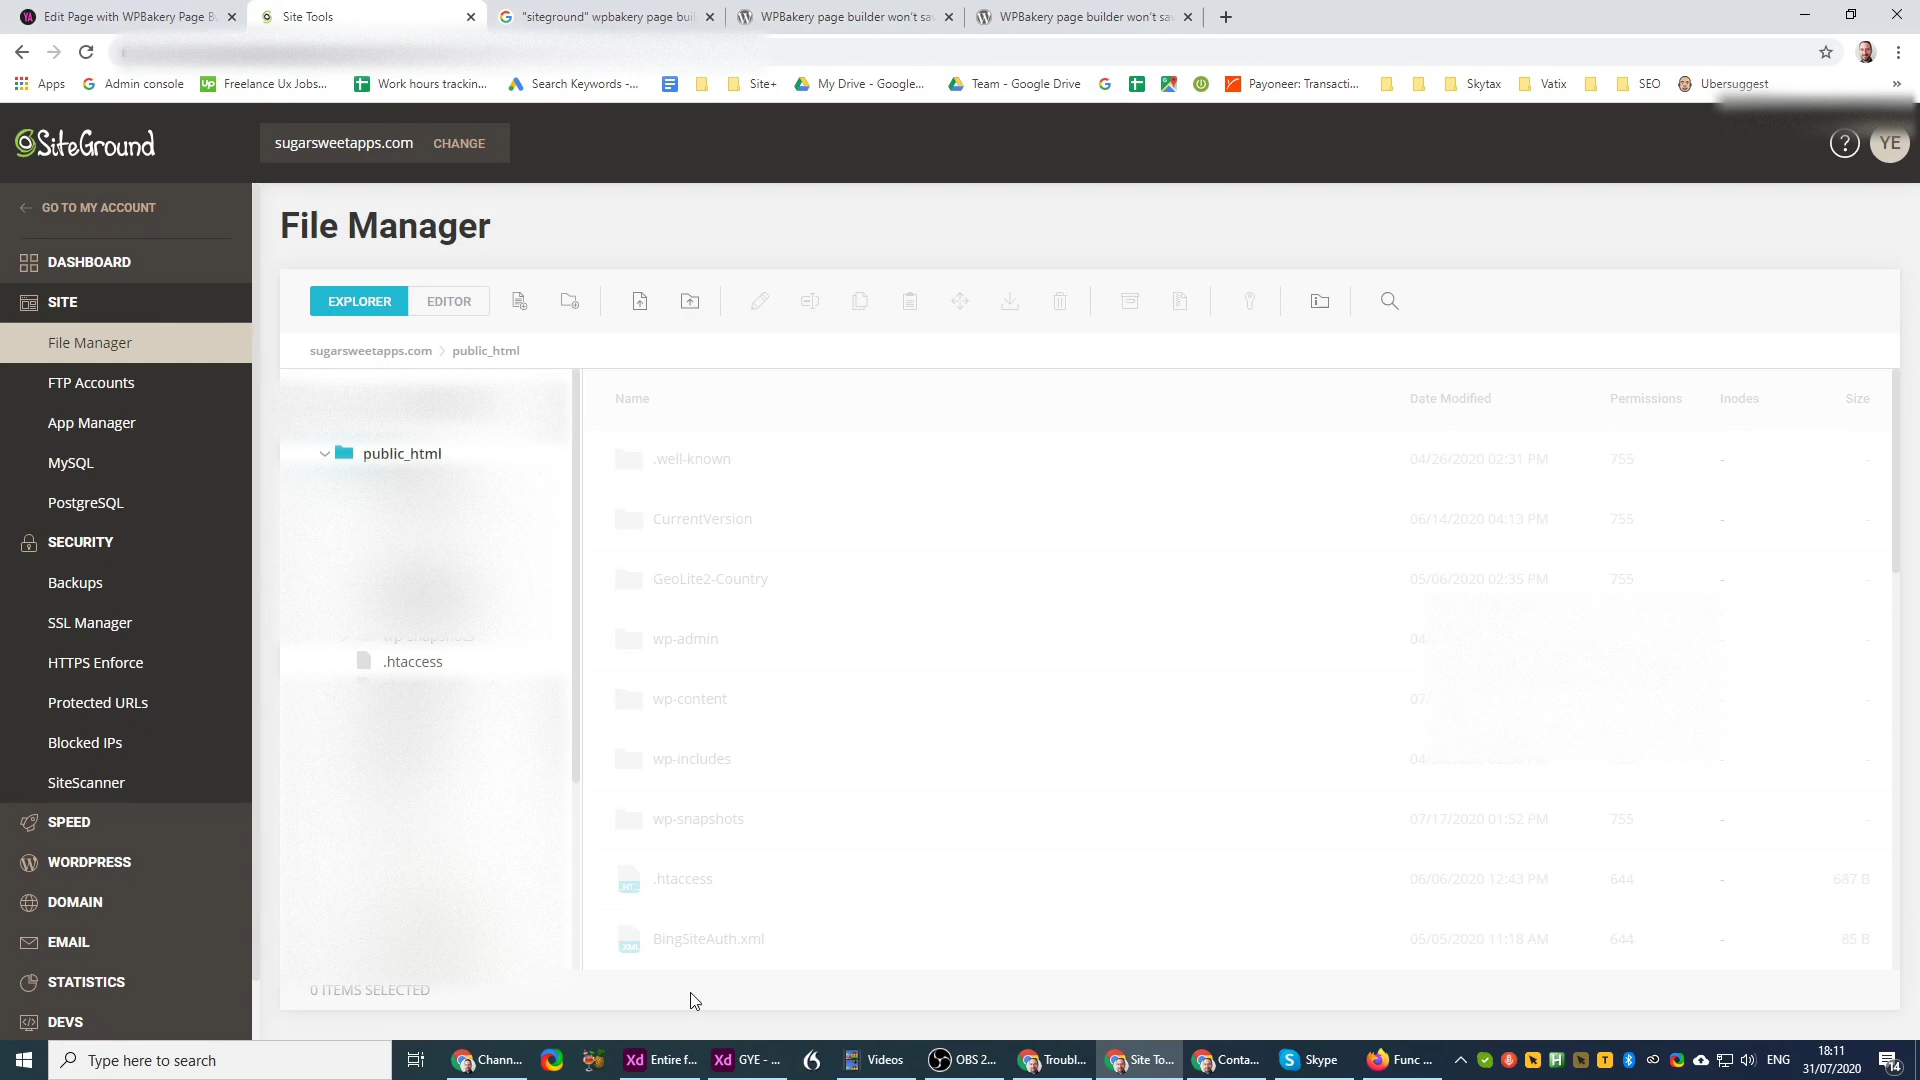 Edit Page with WPBakery Page Bu
Site Tools
"siteground" wpbakery page buil
WPBakery page builder won't sav
WPBakery page builder won't sav
Apps
Admin console
Freelance Ux Jobs...
Work hours trackin...
Search Keywords -...
Site+
My Drive - Google...
Team - Google Drive
Payoneer: Transacti...
Skytax
Vatix
SEO
Ubersuggest
»
SiteGround
sugarsweetapps.com CHANGE
? YE
GO TO MY ACCOUNT
DASHBOARD
SITE
File Manager
FTP Accounts
App Manager
MySQL
PostgreSQL
SECURITY
Backups
SSL Manager
HTTPS Enforce
Protected URLs
Blocked IPs
SiteScanner
SPEED
WORDPRESS
DOMAIN
EMAIL
STATISTICS
DEVS
File Manager
EXPLORER EDITOR
sugarsweetapps.com > public_html
public_html
wp-snapshots
.htaccess
Name Date Modified Permissions Inodes Size
.well-known 04/26/2020 02:31 PM 755 - -
CurrentVersion 06/14/2020 04:13 PM 755 - -
GeoLite2-Country 05/06/2020 02:35 PM 755 - -
wp-admin 04 - -
wp-content 07/ - -
wp-includes 04/ - -
wp-snapshots 07/17/2020 01:52 PM 755 - -
.htaccess 06/06/2020 12:43 PM 644 - 687 B
BingSiteAuth.xml 05/05/2020 11:18 AM 644 - 85 B
0 ITEMS SELECTED
Type here to search
Chann...
Xd Entire f...
Xd GYE - ...
Videos
OBS 2...
Troubl...
Site To...
Conta...
Skype
Func ...
ENG
18:11
31/07/2020
14